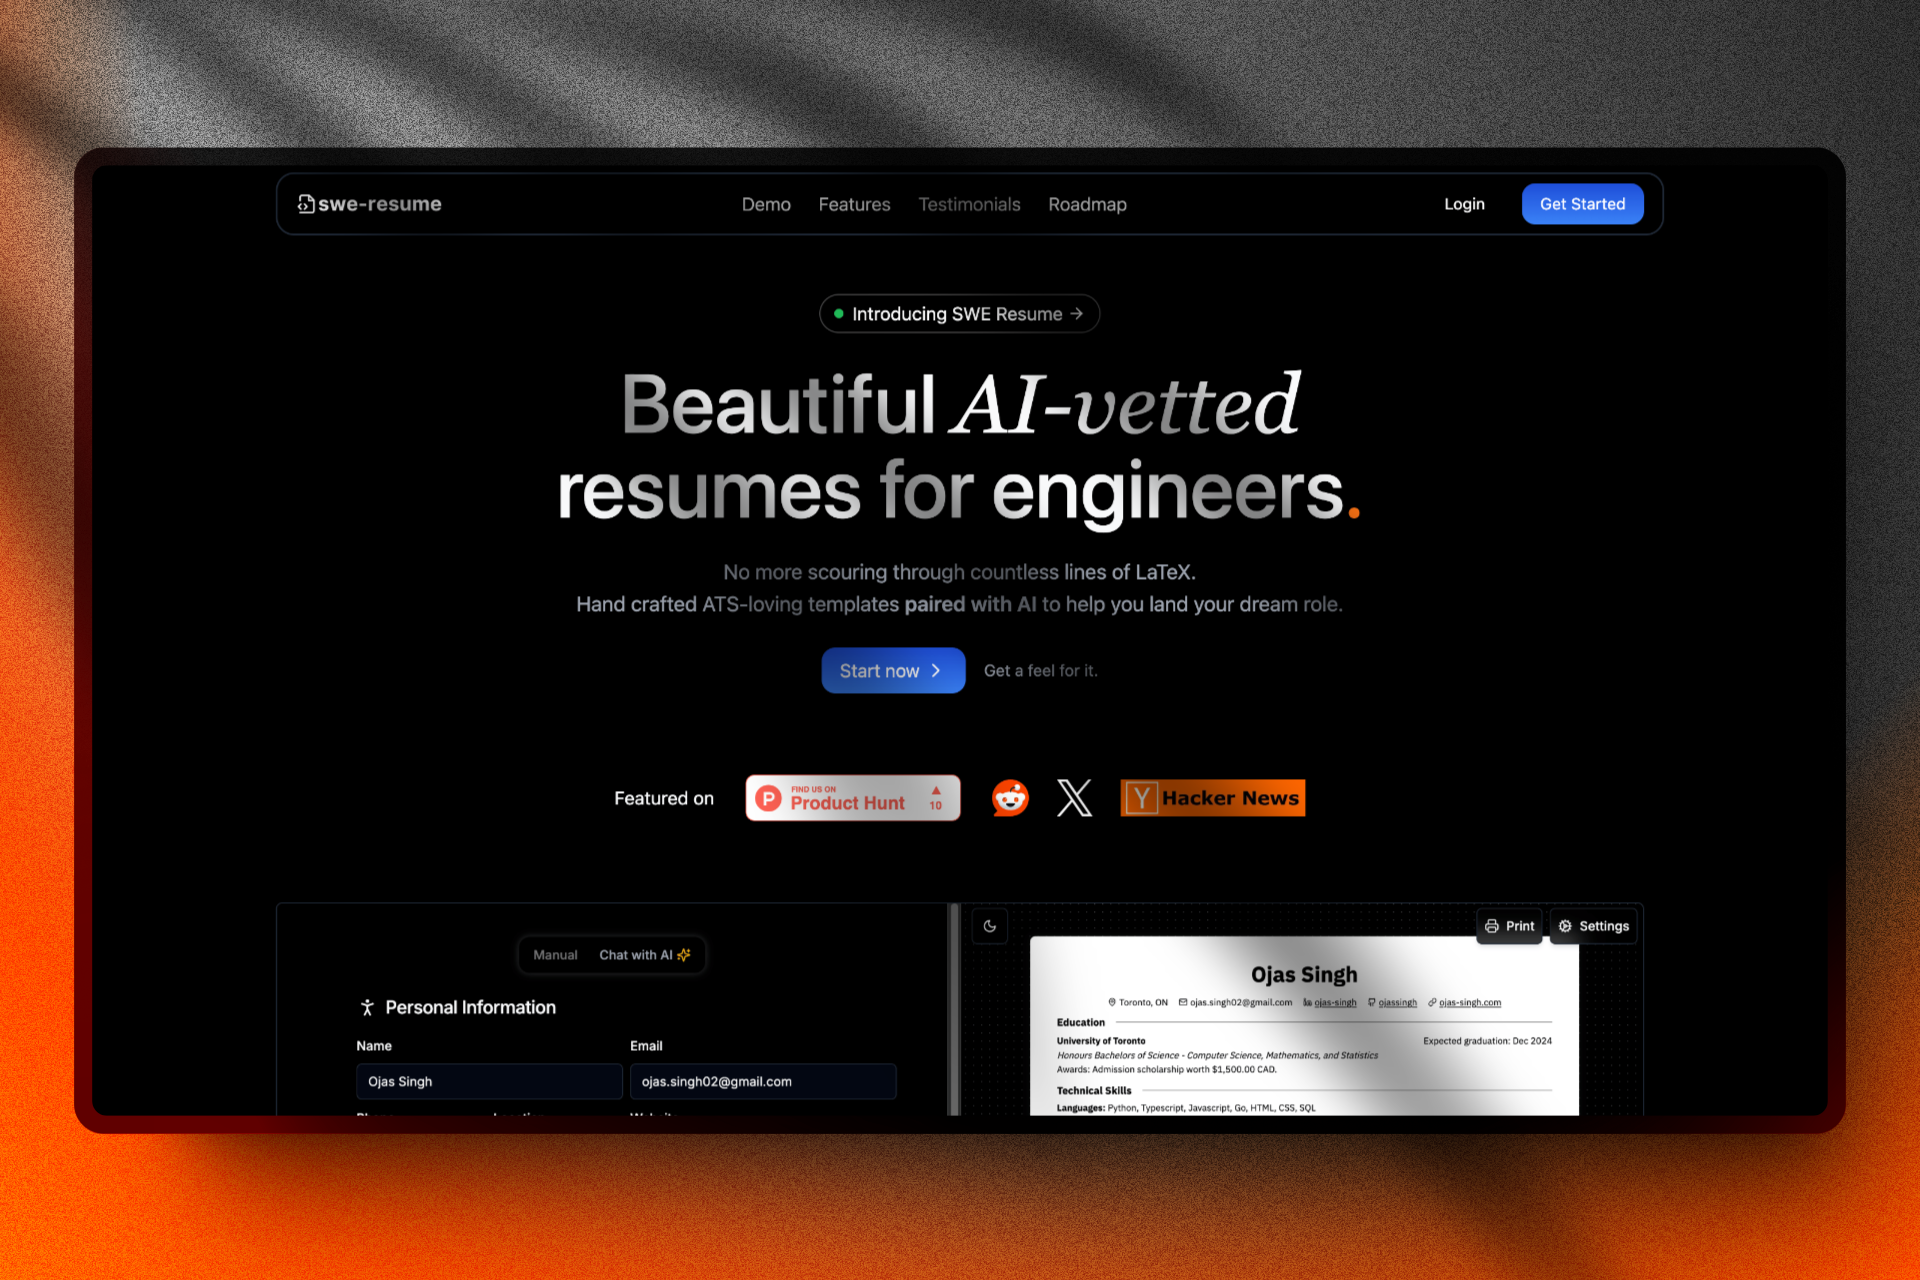 swe-resume
Demo Features Testimonials Roadmap
Login
Get Started
Introducing SWE Resume →
Beautiful AI-vetted
resumes for engineers.
No more scouring through countless lines of LaTeX.
Hand crafted ATS-loving templates paired with AI to help you land your dream role.
Start now
Get a feel for it.
Featured on
P
FIND US ON
Product Hunt
▲
10
Y Hacker News
Manual Chat with AI
Personal Information
Name
Email
Ojas Singh
ojas.singh02@gmail.com
Print
Settings
Ojas Singh
Toronto, ON ojas.singh02@gmail.com ojas-singh ojassingh ojas-singh.com
Education
University of Toronto Expected graduation: Dec 2024
Honours Bachelors of Science - Computer Science, Mathematics, and Statistics
Awards: Admission scholarship worth $1,500.00 CAD.
Technical Skills
Languages: Python, Typescript, Javascript, Go, HTML, CSS, SQL